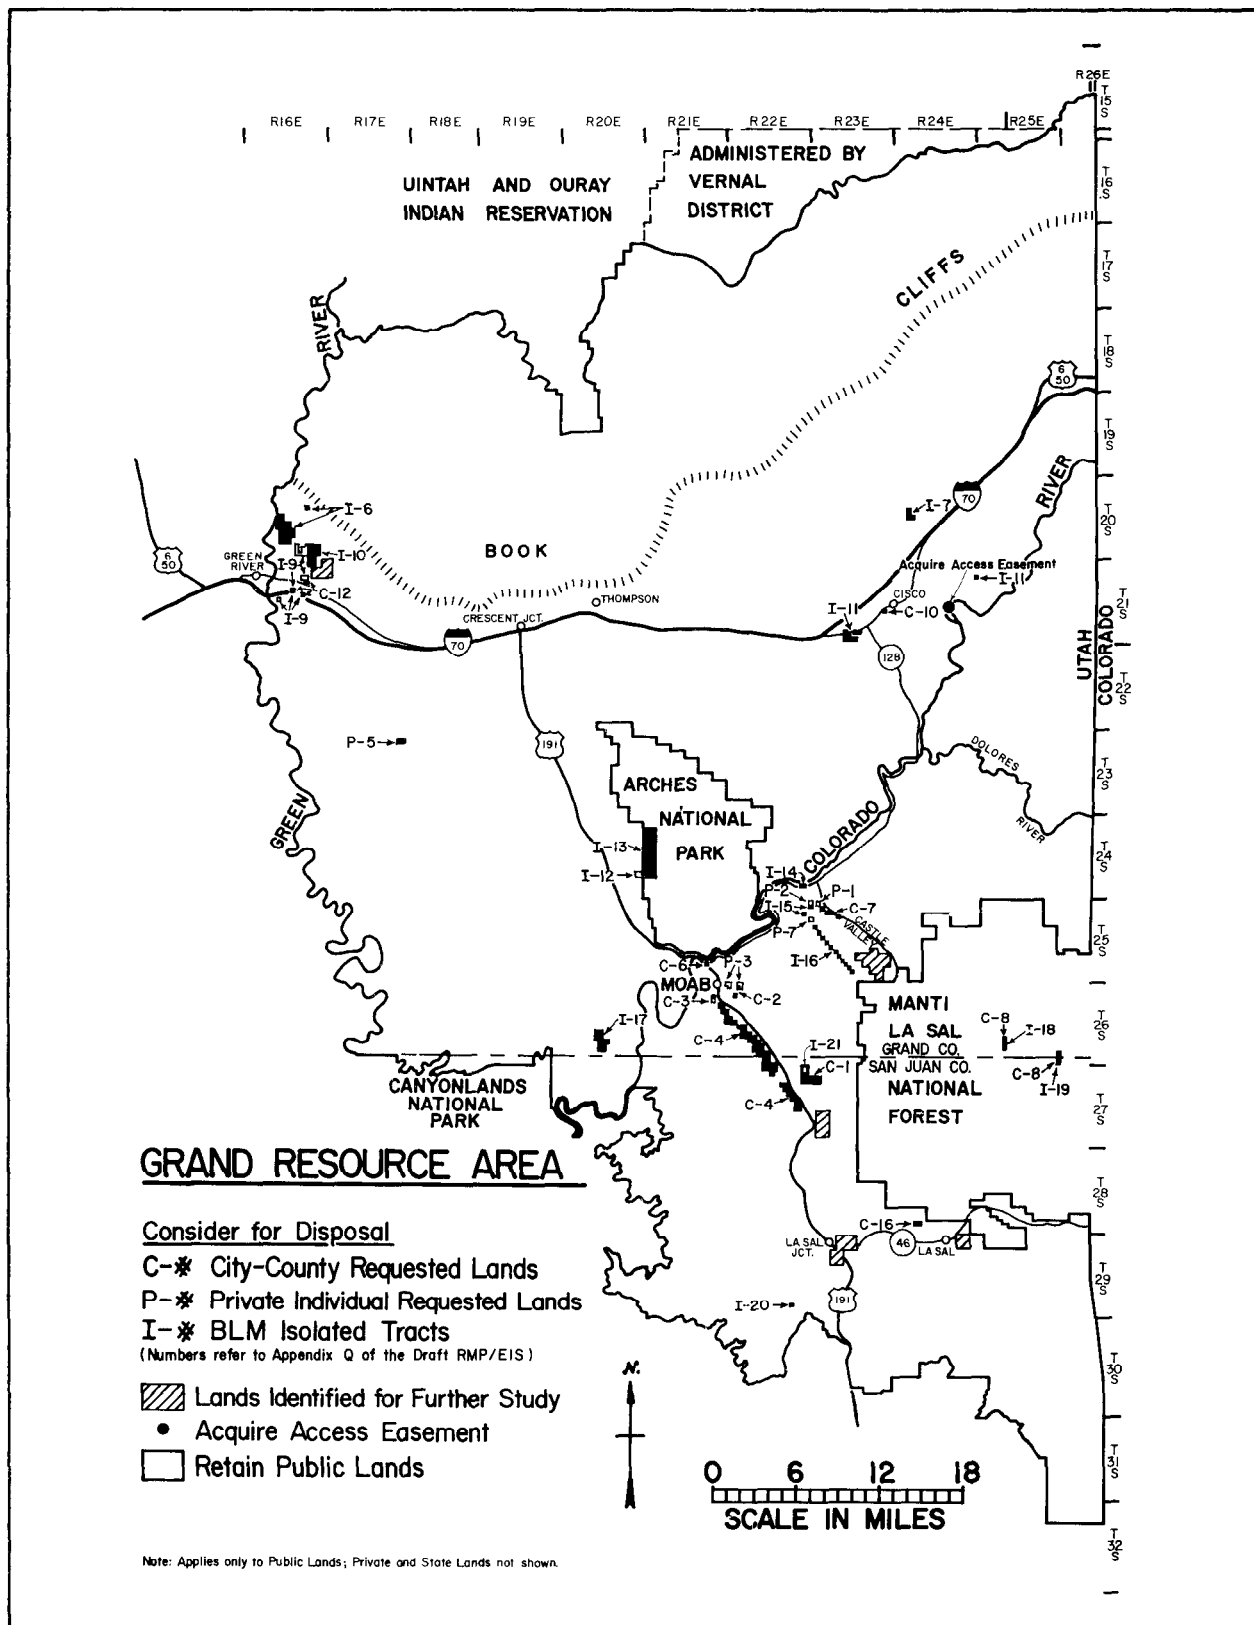 R26E
T
15
S
R16E R17E R18E R19E R20E R21E R22E R23E R24E R25E
UINTAH AND OURAY
INDIAN RESERVATION
ADMINISTERED BY
VERNAL
DISTRICT
T
16
S
T
17
S
CLIFFS
RIVER
T
18
S
6
50
T
19
S
RIVER
70
I-7
T
20
S
I-6
6
50
GREEN
RIVER
I-9
I-10
C-12
I-9
BOOK
THOMPSON
CRESCENT JCT.
70
Acquire Access Easement
I-11
CISCO
I-11
C-10
T
21
S
128
UTAH
COLORADO
T
22
S
P-5
191
DOLORES
RIVER
T
23
S
ARCHES
NATIONAL
PARK
GREEN
COLORADO
I-13
I-12
T
24
S
I-14
P-2
P-1
I-15
C-7
P-7
CASTLE
VALLEY
I-16
T
25
S
C-6
P-3
MOAB
C-3
C-2
I-17
C-4
I-21
C-1
C-4
MANTI
LA SAL
GRAND CO.
SAN JUAN CO.
NATIONAL
FOREST
C-8
I-18
C-8
I-19
T
26
S
CANYONLANDS
NATIONAL
PARK
T
27
S
GRAND RESOURCE AREA
T
28
S
C-16
LA SAL
JCT.
46
LA SAL
T
29
S
I-20
191
T
30
S
Consider for Disposal
C-* City-County Requested Lands
P-* Private Individual Requested Lands
I-* BLM Isolated Tracts
(Numbers refer to Appendix Q of the Draft RMP/EIS)
Lands Identified for Further Study
Acquire Access Easement
Retain Public Lands
N.
0 6 12 18
SCALE IN MILES
T
31
S
T
32
S
Note: Applies only to Public Lands; Private and State Lands not shown.